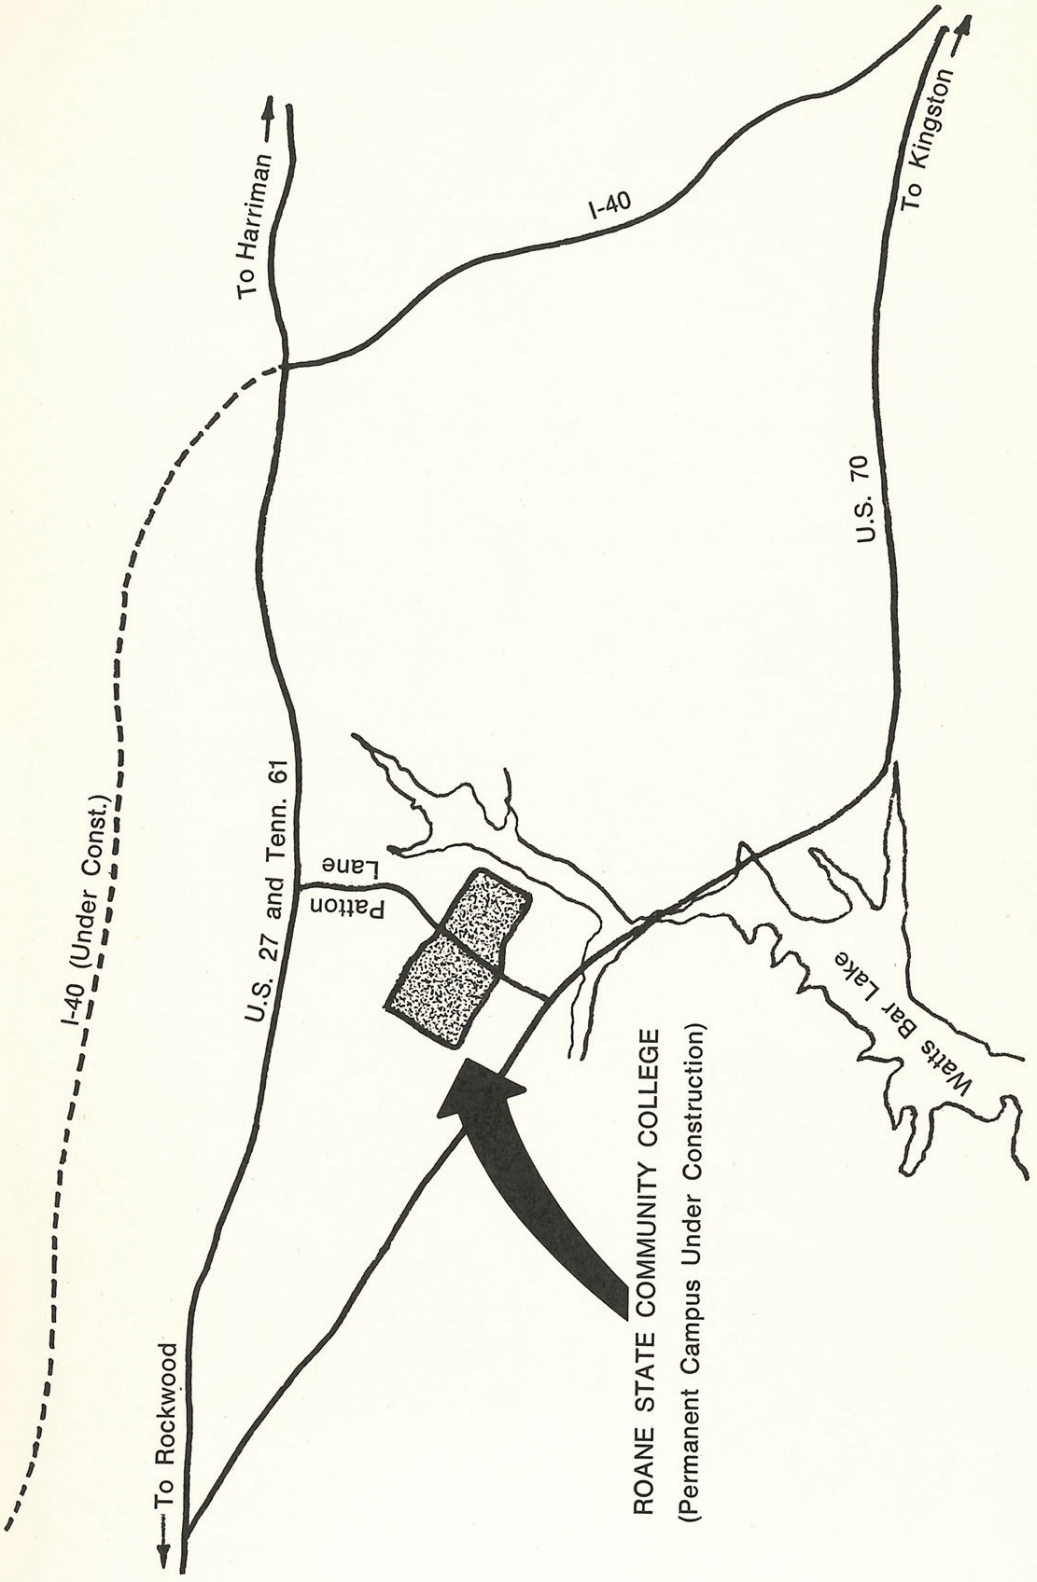 I-40 (Under Const.)
To Harriman
To Rockwood
U.S. 27 and Tenn. 61
I-40
Patton
Lane
ROANE STATE COMMUNITY COLLEGE
(Permanent Campus Under Construction)
U.S. 70
Watts Bar Lake
To Kingston